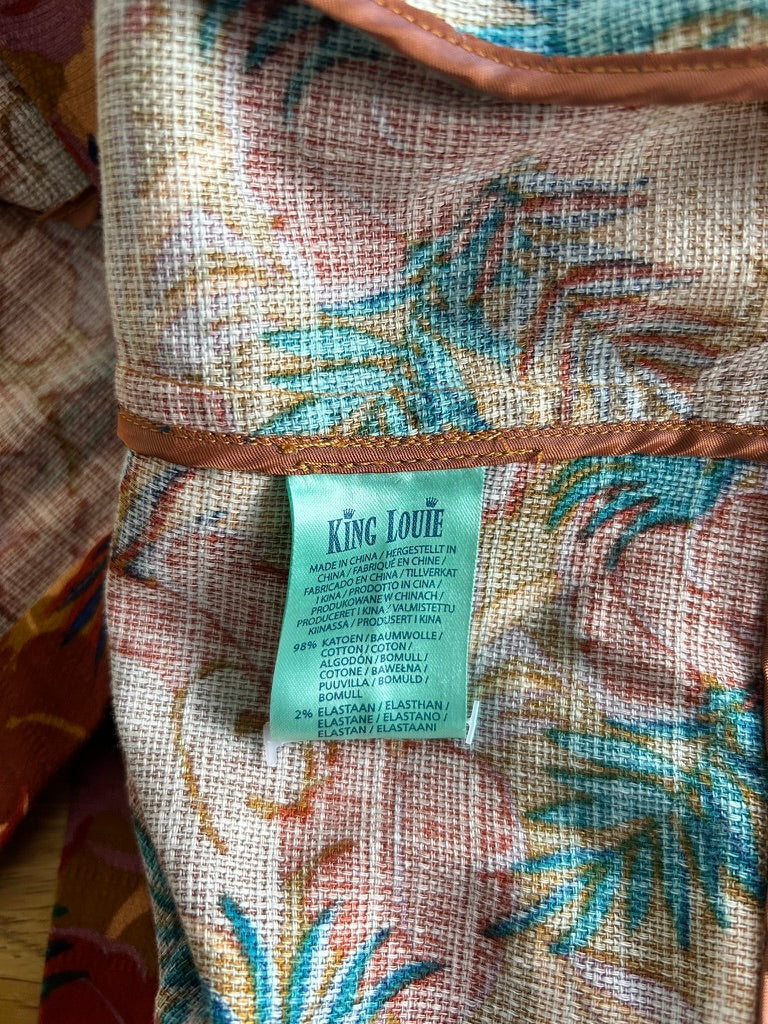 KING LOUIE
MADE IN CHINA / HERGESTELLT IN
CHINA / FABRIQUÉ EN CHINE /
FABRICADO EN CHINA / TILLVERKAT
I KINA / PRODOTTO IN CINA /
PRODUKOWANE W CHINACH /
PRODUCERET I KINA / VALMISTETTU
KIINASSA / PRODUSERT I KINA
98% KATOEN / BAUMWOLLE /
COTTON / COTON /
ALGODÓN / BOMULL /
COTONE / BAWEŁNA /
PUUVILLA / BOMULD /
BOMULL
2% ELASTAAN / ELASTHAN /
ELASTANE / ELASTANO /
ELASTAN / ELASTAANI